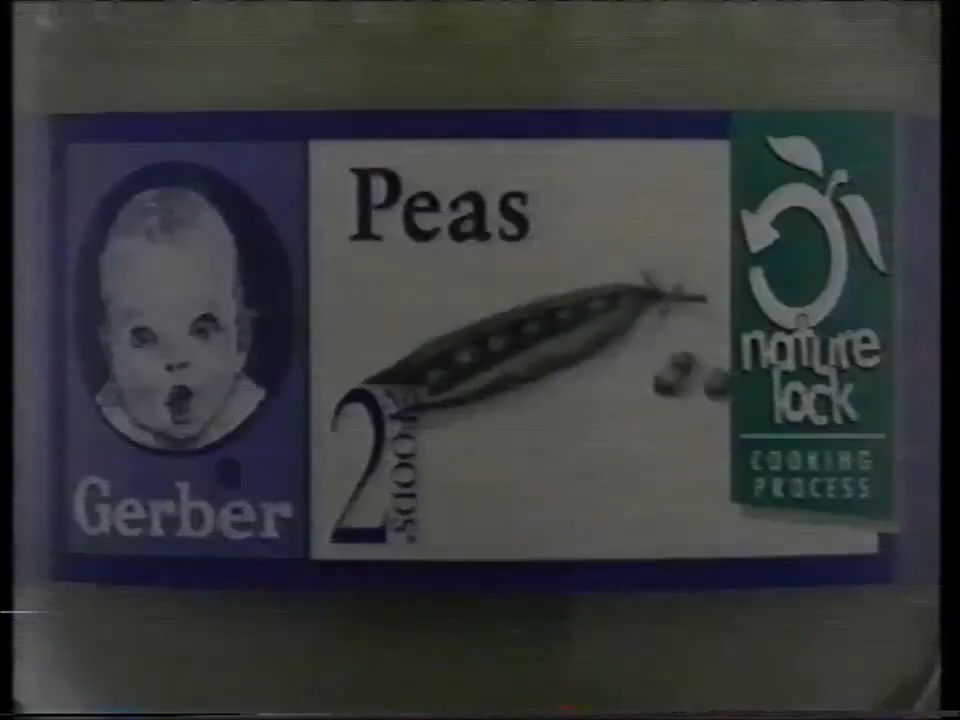 Peas
Gerber
2
FOODS®
nature
lock
COOKING
PROCESS